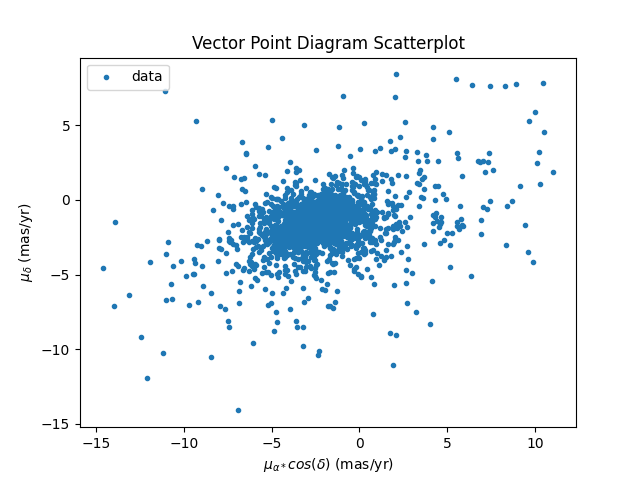 Vector Point Diagram Scatterplot
data
5
0
−5
−10
−15
μδ (mas/yr)
−15 −10 −5 0 5 10
μα*cos(δ) (mas/yr)